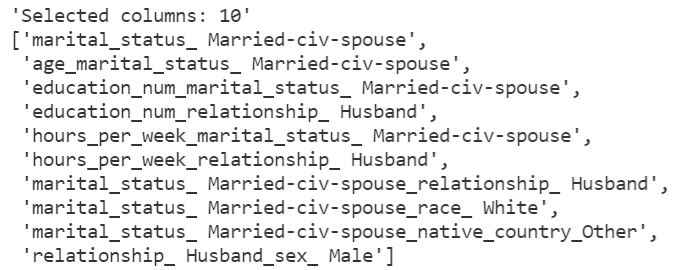 'Selected columns: 10'
['marital_status_ Married-civ-spouse',
'age_marital_status_ Married-civ-spouse',
'education_num_marital_status_ Married-civ-spouse',
'education_num_relationship_ Husband',
'hours_per_week_marital_status_ Married-civ-spouse',
'hours_per_week_relationship_ Husband',
'marital_status_ Married-civ-spouse_relationship_ Husband',
'marital_status_ Married-civ-spouse_race_ White',
'marital_status_ Married-civ-spouse_native_country_Other',
'relationship_ Husband_sex_ Male']